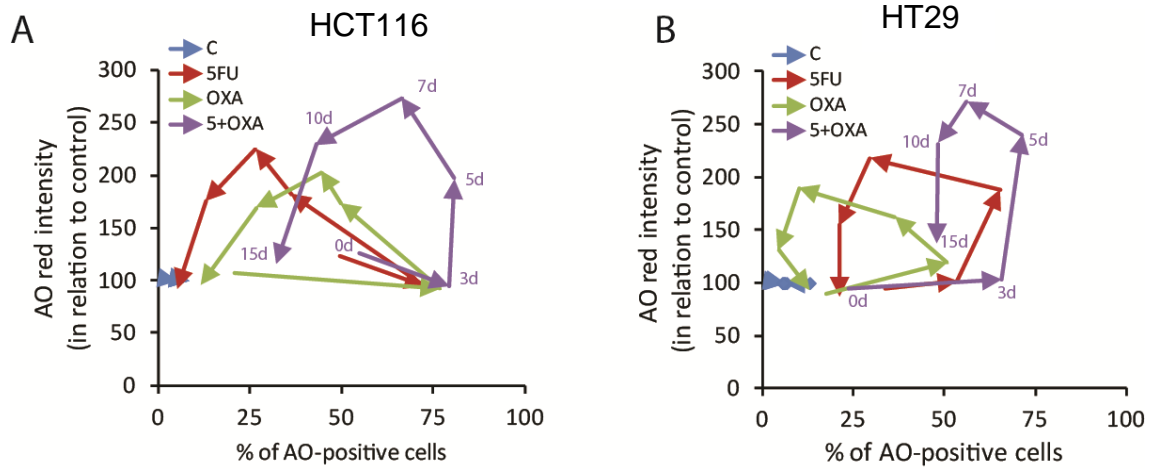 A
HCT116
C
5FU
OXA
5+OXA
300
250
200
150
100
50
0
0
25
50
75
100
AO red intensity
(in relation to control)
% of AO-positive cells
7d
10d
5d
0d
15d
3d
B
HT29
C
5FU
OXA
5+OXA
300
250
200
150
100
50
0
0
25
50
75
100
AO red intensity
(in relation to control)
% of AO-positive cells
7d
10d
5d
15d
0d
3d